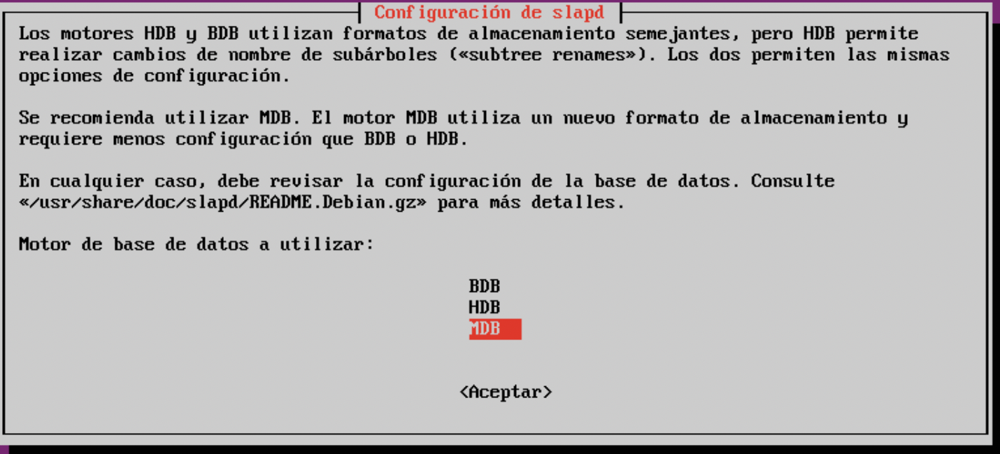 Configuración de slapd
Los motores HDB y BDB utilizan formatos de almacenamiento semejantes, pero HDB permite
realizar cambios de nombre de subárboles («subtree renames»). Los dos permiten las mismas
opciones de configuración.
Se recomienda utilizar MDB. El motor MDB utiliza un nuevo formato de almacenamiento y
requiere menos configuración que BDB o HDB.
En cualquier caso, debe revisar la configuración de la base de datos. Consulte
«/usr/share/doc/slapd/README.Debian.gz» para más detalles.
Motor de base de datos a utilizar:
BDB
HDB
MDB
<Aceptar>